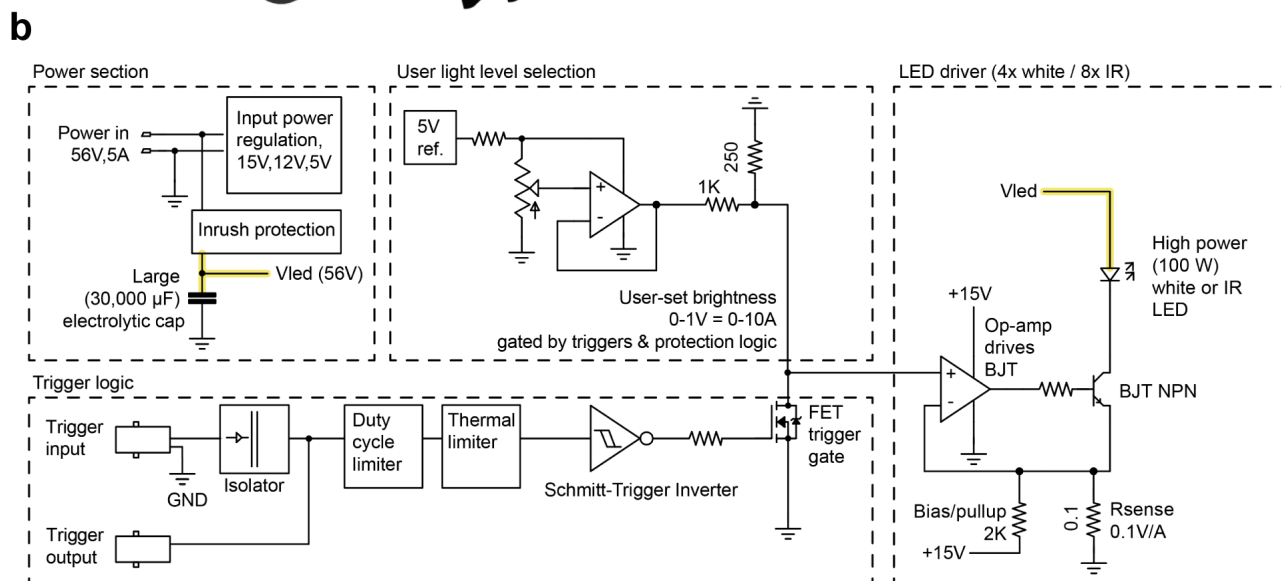 b
Power section
Power in
56V,5A
Input power
regulation,
15V,12V,5V
Inrush protection
Large
(30,000 µF)
electrolytic cap
Vled (56V)
User light level selection
5V
ref.
+
-
1K
250
User-set brightness
0-1V = 0-10A
gated by triggers & protection logic
LED driver (4x white / 8x IR)
Vled
High power
(100 W)
white or IR
LED
+15V
Op-amp
drives
BJT
+
-
BJT NPN
Bias/pullup
2K
+15V
0.1
Rsense
0.1V/A
Trigger logic
Trigger
input
GND
Isolator
Duty
cycle
limiter
Thermal
limiter
Schmitt-Trigger Inverter
FET
trigger
gate
Trigger
output